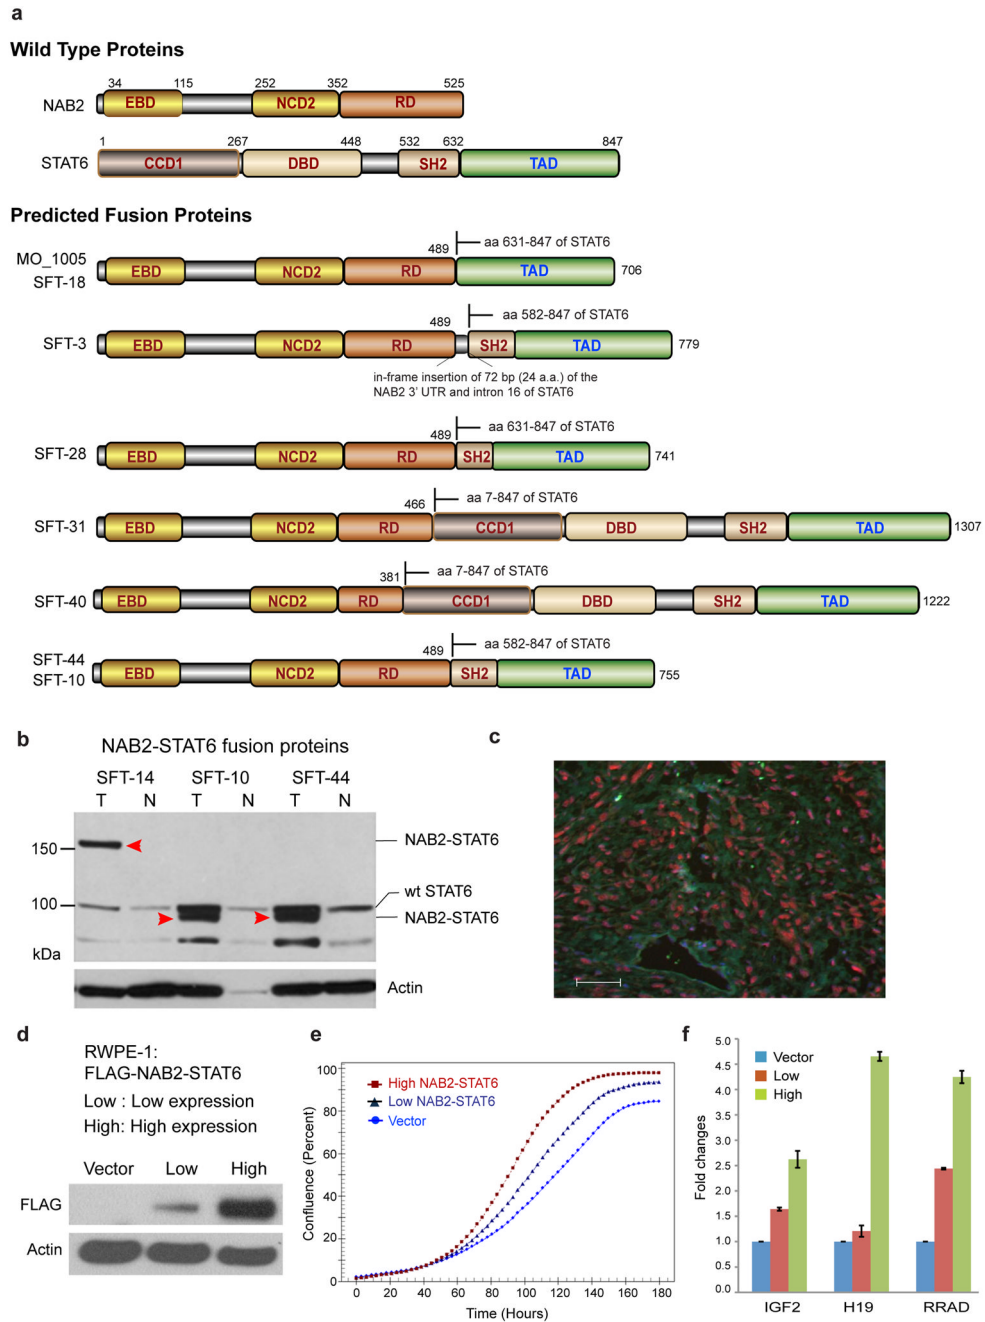 a
Wild Type Proteins
34 115 252 352 525
NAB2 EBD NCD2 RD
1 267 448 532 632 847
STAT6 CCD1 DBD SH2 TAD
Predicted Fusion Proteins
489 aa 631-847 of STAT6
MO_1005
SFT-18
EBD NCD2 RD TAD 706
489 aa 582-847 of STAT6
SFT-3 EBD NCD2 RD SH2 TAD 779
in-frame insertion of 72 bp (24 a.a.) of the
NAB2 3' UTR and intron 16 of STAT6
489 aa 631-847 of STAT6
SFT-28 EBD NCD2 RD SH2 TAD 741
466 aa 7-847 of STAT6
SFT-31 EBD NCD2 RD CCD1 DBD SH2 TAD 1307
381 aa 7-847 of STAT6
SFT-40 EBD NCD2 RD CCD1 DBD SH2 TAD 1222
489 aa 582-847 of STAT6
SFT-44
SFT-10
EBD NCD2 RD SH2 TAD 755
b
NAB2-STAT6 fusion proteins
SFT-14 SFT-10 SFT-44
T N T N T N
150
100
kDa
NAB2-STAT6
wt STAT6
NAB2-STAT6
Actin
c
d
RWPE-1:
FLAG-NAB2-STAT6
Low : Low expression
High: High expression
Vector Low High
FLAG
Actin
e
Confluence (Percent)
100
80
60
40
20
0
High NAB2-STAT6
Low NAB2-STAT6
Vector
0 20 40 60 80 100 120 140 160 180
Time (Hours)
f
Fold changes
5.0
4.5
4.0
3.5
3.0
2.5
2.0
1.5
1.0
0.5
0.0
Vector
Low
High
IGF2 H19 RRAD